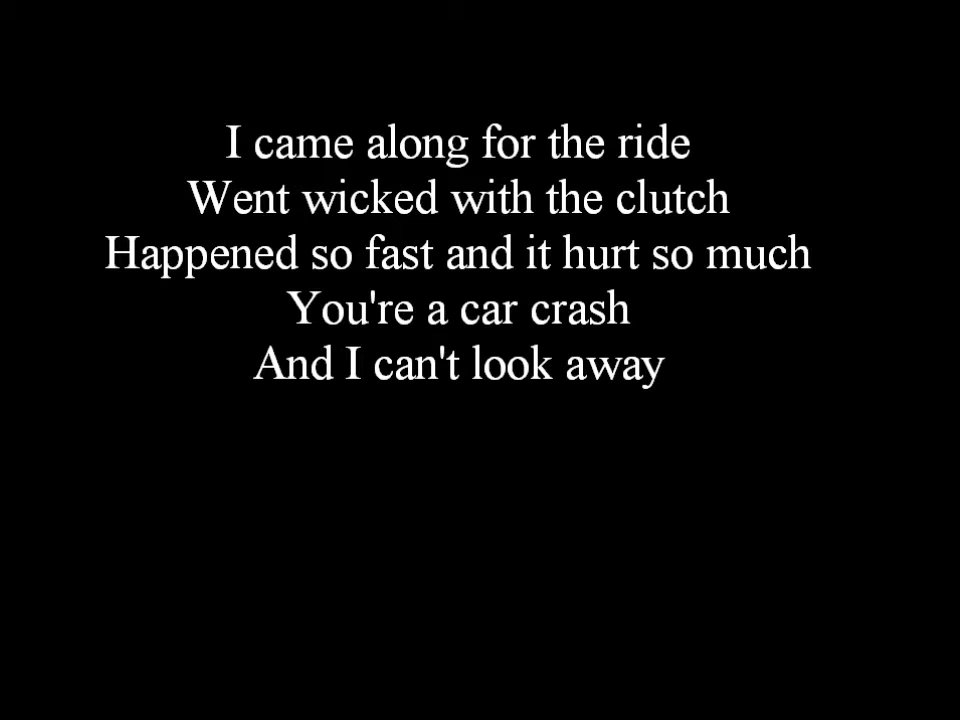 I came along for the ride
Went wicked with the clutch
Happened so fast and it hurt so much
You're a car crash
And I can't look away